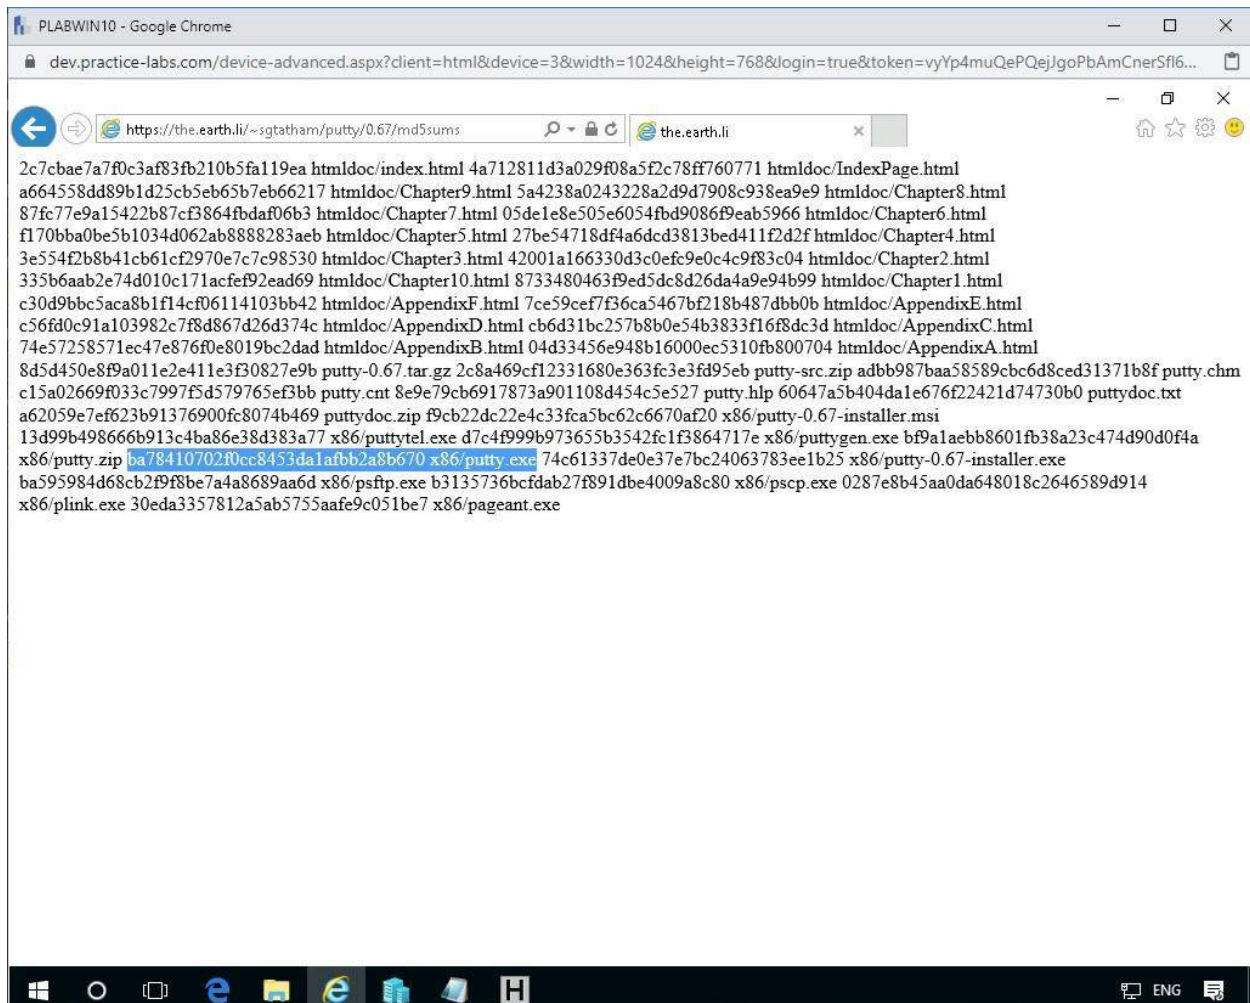 PLABWIN10 - Google Chrome
dev.practice-labs.com/device-advanced.aspx?client=html&device=3&width=1024&height=768&login=true&token=vyYp4muQePQejJgoPbAmCnerSfl6...
https://the.earth.li/~sgtatham/putty/0.67/md5sums
the.earth.li
2c7cbae7a7f0c3af83fb210b5fa119ea htmldoc/index.html 4a712811d3a029f08a5f2c78ff760771 htmldoc/IndexPage.html
a664558dd89b1d25cb5eb65b7eb66217 htmldoc/Chapter9.html 5a4238a0243228a2d9d7908c938ea9e9 htmldoc/Chapter8.html
87fc77e9a15422b87cf3864fbdaf06b3 htmldoc/Chapter7.html 05de1e8e505e6054fbd9086f9eab5966 htmldoc/Chapter6.html
f170bba0be5b1034d062ab8888283aeb htmldoc/Chapter5.html 27be54718df4a6dcd3813bed411f2d2f htmldoc/Chapter4.html
3e554f2b8b41cb61cf2970e7c7c98530 htmldoc/Chapter3.html 42001a166330d3c0efc9e0c4c9f83c04 htmldoc/Chapter2.html
335b6aab2e74d010c171acfef92ead69 htmldoc/Chapter10.html 8733480463f9ed5dc8d26da4a9e94b99 htmldoc/Chapter1.html
c30d9bbc5aca8b1f14cf06114103bb42 htmldoc/AppendixF.html 7ce59cef7f36ca5467bf218b487dbb0b htmldoc/AppendixE.html
c56fd0c91a103982c7f8d867d26d374c htmldoc/AppendixD.html cb6d31bc257b8b0e54b3833f16f8dc3d htmldoc/AppendixC.html
74e57258571ec47e876f0e8019bc2dad htmldoc/AppendixB.html 04d33456e948b16000ec5310fb800704 htmldoc/AppendixA.html
8d5d450e8f9a011e2e411e3f30827e9b putty-0.67.tar.gz 2c8a469cf12331680e363fc3e3fd95eb putty-src.zip adbb987baa58589cbc6d8ced31371b8f putty.chm
c15a02669f033c7997f5d579765ef3bb putty.cnt 8e9e79cb6917873a901108d454c5e527 putty.hlp 60647a5b404da1e676f22421d74730b0 puttydoc.txt
a62059e7ef623b91376900fc8074b469 puttydoc.zip f9cb22dc22e4c33fca5bc62c6670af20 x86/putty-0.67-installer.msi
13d99b498666b913c4ba86e38d383a77 x86/puttytel.exe d7c4f999b973655b3542fc1f3864717e x86/puttygen.exe bf9a1aebb8601fb38a23c474d90d0f4a
x86/putty.zip ba78410702f0cc8453da1afbb2a8b670 x86/putty.exe 74c61337de0e37e7bc24063783ee1b25 x86/putty-0.67-installer.exe
ba595984d68cb2f9f8be7a4a8689aa6d x86/psftp.exe b3135736bcfdab27f891dbe4009a8c80 x86/pscp.exe 0287e8b45aa0da648018c2646589d914
x86/plink.exe 30eda3357812a5ab5755aafe9c051be7 x86/pageant.exe
H
ENG